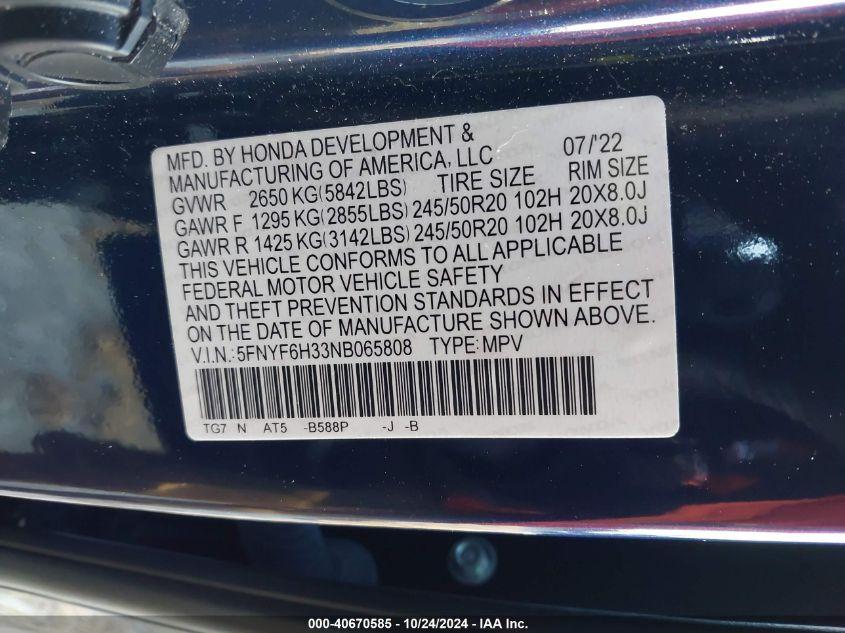 MFD. BY HONDA DEVELOPMENT & 07/'22
MANUFACTURING OF AMERICA, LLC
GVWR 2650 KG(5842LBS) TIRE SIZE RIM SIZE
GAWR F 1295 KG(2855LBS) 245/50R20 102H 20X8.0J
GAWR R 1425 KG(3142LBS) 245/50R20 102H 20X8.0J
THIS VEHICLE CONFORMS TO ALL APPLICABLE
FEDERAL MOTOR VEHICLE SAFETY
AND THEFT PREVENTION STANDARDS IN EFFECT
ON THE DATE OF MANUFACTURE SHOWN ABOVE.
V.I.N.:5FNYF6H33NB065808 TYPE:MPV
TG7 N AT5 -B588P -J -B
000-40670585 - 10/24/2024 - IAA Inc.